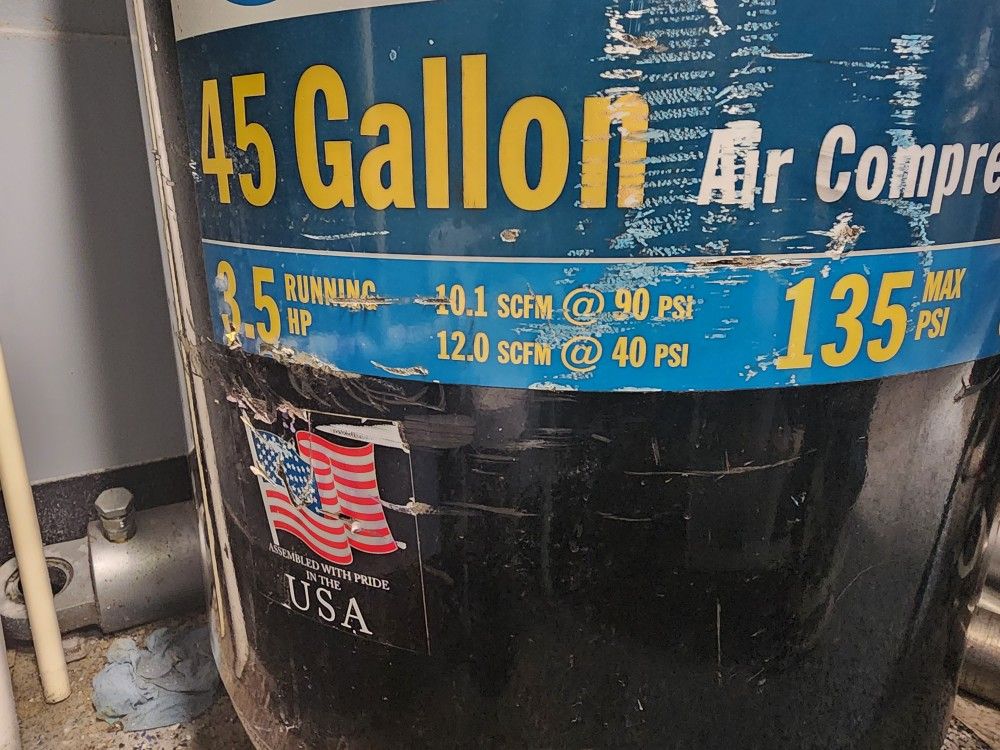 45 Gallon Air Compre
3.5 RUNNING HP
10.1 SCFM @ 90 PSI
12.0 SCFM @ 40 PSI
135 MAX PSI
ASSEMBLED WITH PRIDE
IN THE
USA